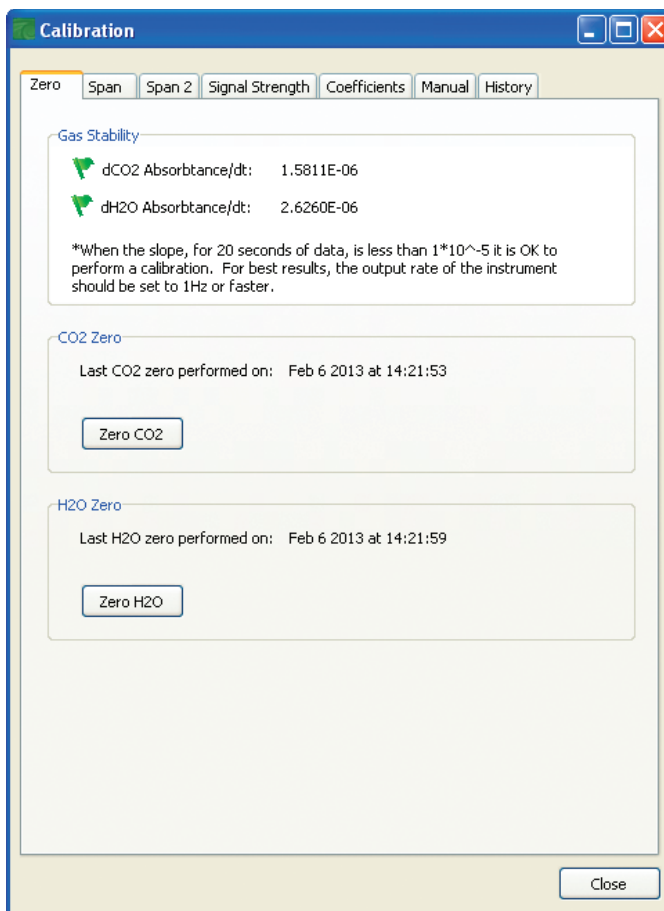 Calibration
Zero Span Span 2 Signal Strength Coefficients Manual History
Gas Stability
dCO2 Absorbtance/dt: 1.5811E-06
dH2O Absorbtance/dt: 2.6260E-06
*When the slope, for 20 seconds of data, is less than 1*10^-5 it is OK to
perform a calibration. For best results, the output rate of the instrument
should be set to 1Hz or faster.
CO2 Zero
Last CO2 zero performed on: Feb 6 2013 at 14:21:53
Zero CO2
H2O Zero
Last H2O zero performed on: Feb 6 2013 at 14:21:59
Zero H2O
Close